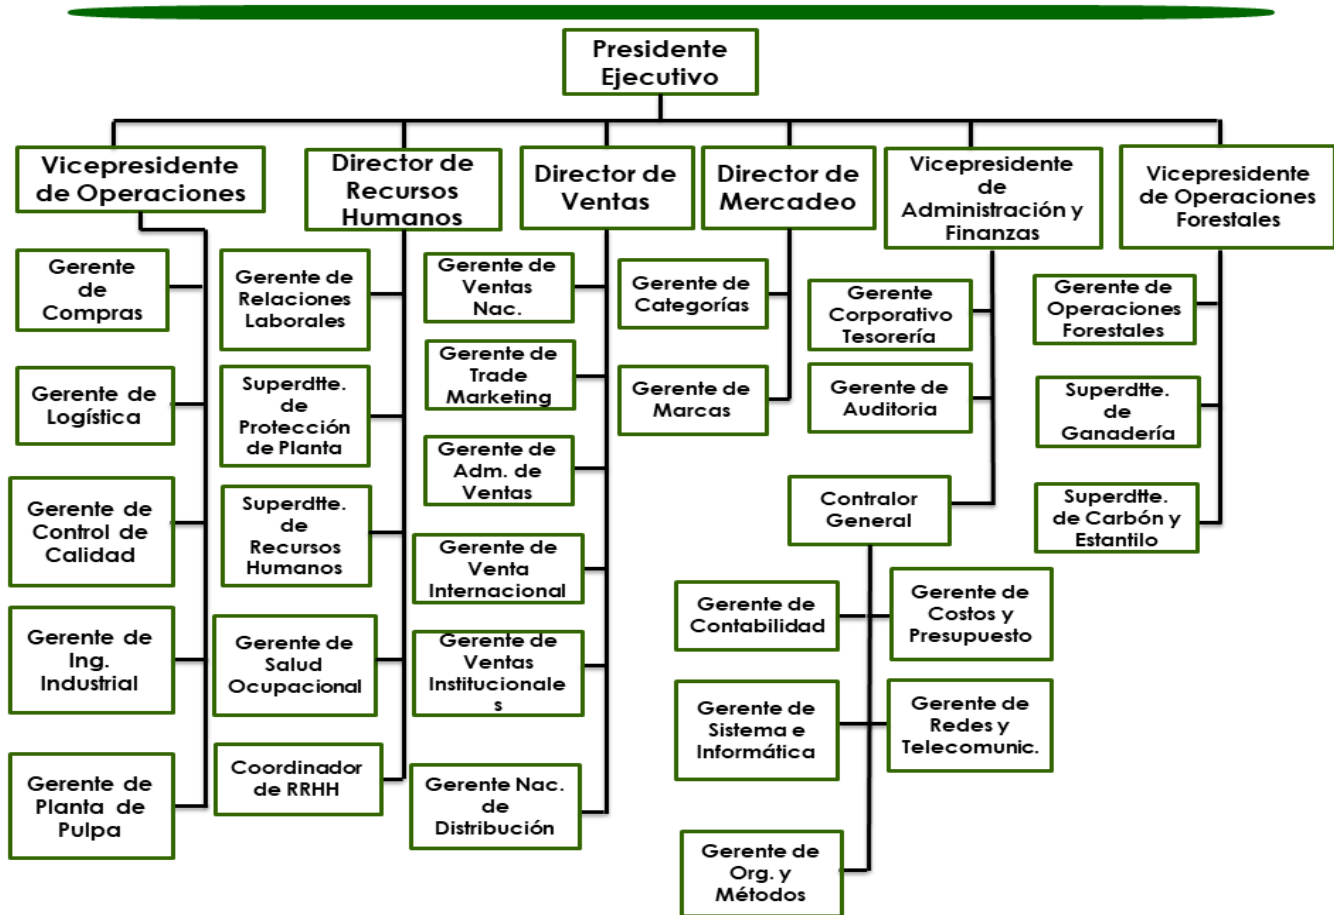 Presidente
Ejecutivo
Vicepresidente
de Operaciones
Director de
Recursos
Humanos
Director de
Ventas
Director de
Mercadeo
Vicepresidente
de
Administración y
Finanzas
Vicepresidente
de Operaciones
Forestales
Gerente
de
Compras
Gerente de
Logística
Gerente de
Control de
Calidad
Gerente de
Ing.
Industrial
Gerente de
Planta de
Pulpa
Gerente de
Relaciones
Laborales
Superdtte.
de
Protección
de Planta
Superdtte.
de
Recursos
Humanos
Gerente de
Salud
Ocupacional
Coordinador
de RRHH
Gerente de
Ventas
Nac.
Gerente de
Trade
Marketing
Gerente de
Adm. de
Ventas
Gerente de
Venta
Internacional
Gerente de
Ventas
Institucionale
s
Gerente Nac.
de
Distribución
Gerente de
Categorías
Gerente de
Marcas
Gerente
Corporativo
Tesorería
Gerente de
Auditoria
Contralor
General
Gerente de
Contabilidad
Gerente de
Costos y
Presupuesto
Gerente de
Sistema e
Informática
Gerente de
Redes y
Telecomunic.
Gerente de
Org. y
Métodos
Gerente de
Operaciones
Forestales
Superdtte.
de
Ganadería
Superdtte.
de Carbón y
Estantilo